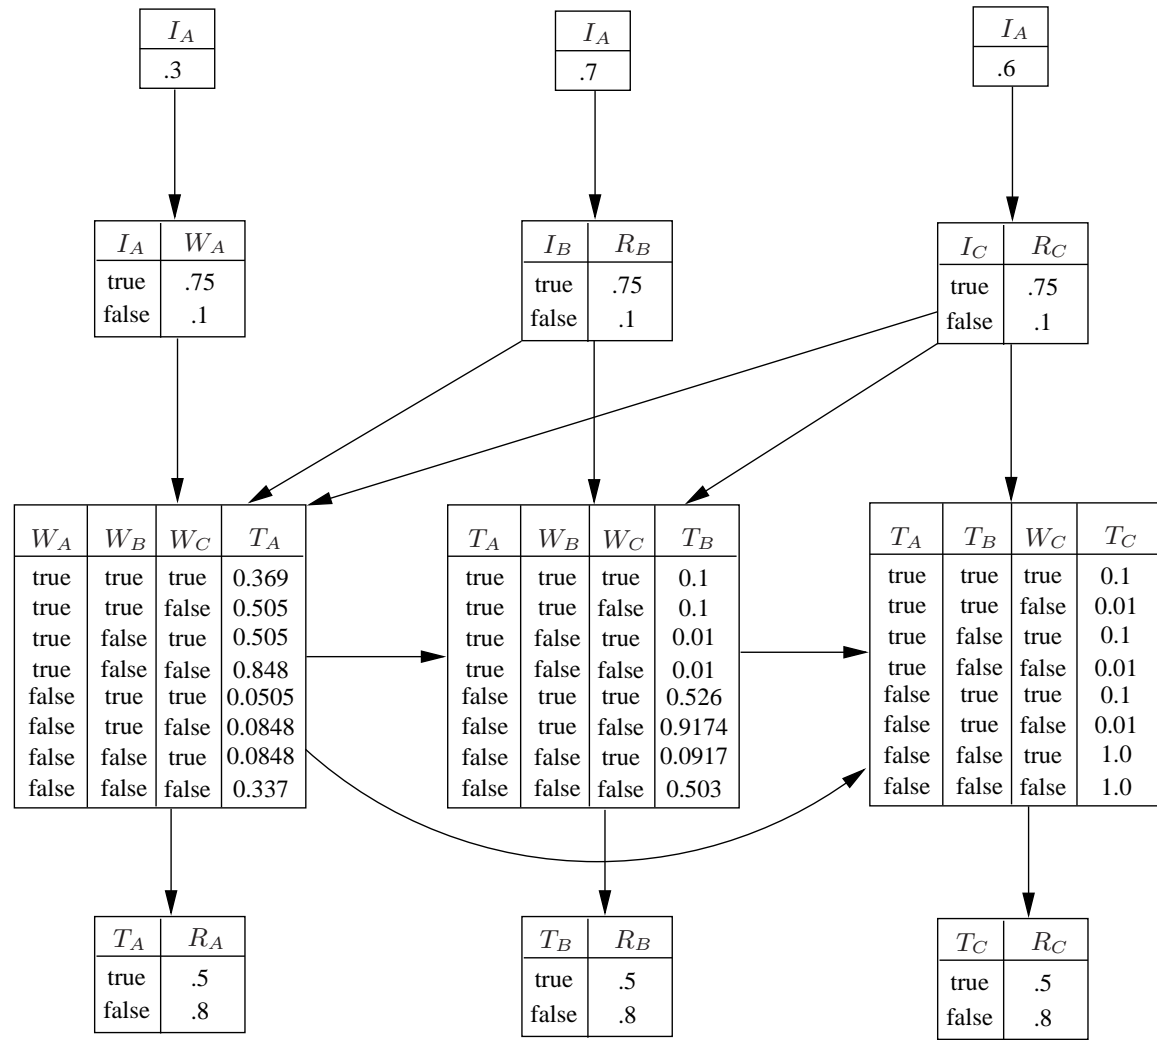 I_A
.3
I_A
.7
I_A
.6
I_A W_A
true .75
false .1
I_B R_B
true .75
false .1
I_C R_C
true .75
false .1
W_A W_B W_C T_A
true true true 0.369
true true false 0.505
true false true 0.505
true false false 0.848
false true true 0.0505
false true false 0.0848
false false true 0.0848
false false false 0.337
T_A W_B W_C T_B
true true true 0.1
true true false 0.1
true false true 0.01
true false false 0.01
false true true 0.526
false true false 0.9174
false false true 0.0917
false false false 0.503
T_A T_B W_C T_C
true true true 0.1
true true false 0.01
true false true 0.1
true false false 0.01
false true true 0.1
false true false 0.01
false false true 1.0
false false false 1.0
T_A R_A
true .5
false .8
T_B R_B
true .5
false .8
T_C R_C
true .5
false .8